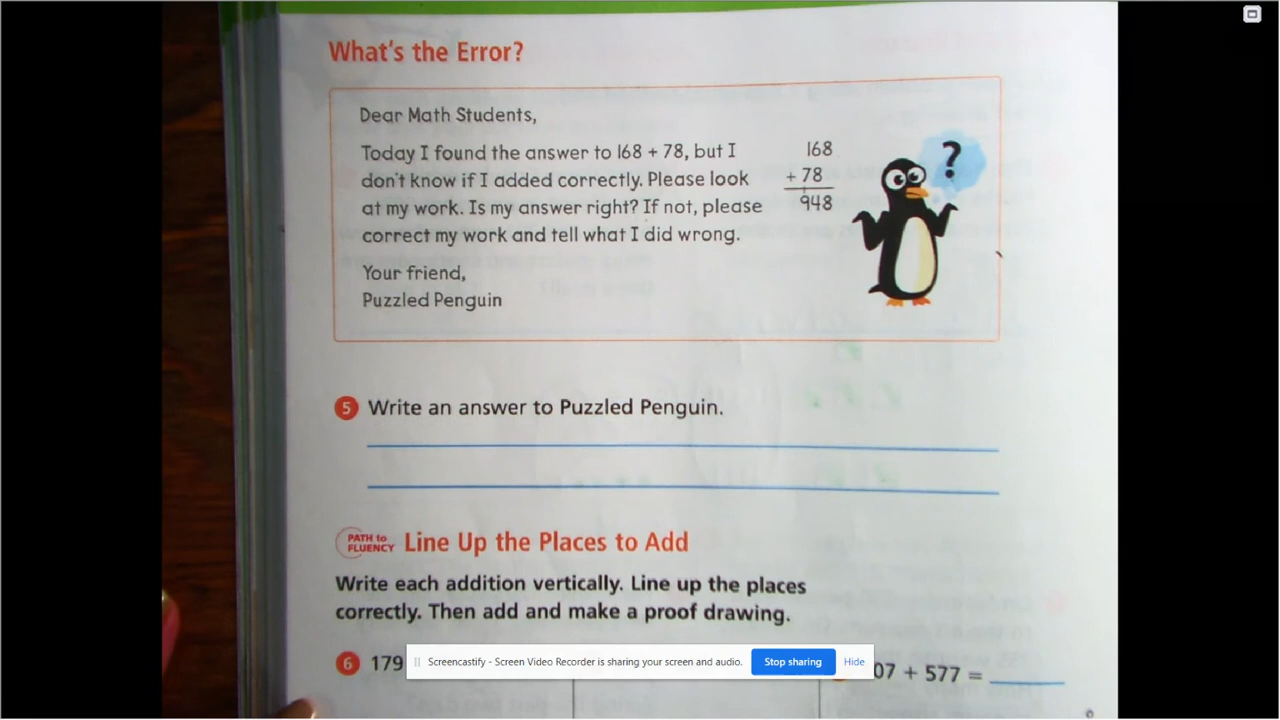 What's the Error?
Dear Math Students,
Today I found the answer to 168 + 78, but I
don't know if I added correctly. Please look
at my work. Is my answer right? If not, please
correct my work and tell what I did wrong.
Your friend,
Puzzled Penguin
168
+ 78
1
948
?
5 Write an answer to Puzzled Penguin.
PATH to
FLUENCY
Line Up the Places to Add
Write each addition vertically. Line up the places
correctly. Then add and make a proof drawing.
6 179
07 + 577 =
Screencastify - Screen Video Recorder is sharing your screen and audio.
Stop sharing
Hide